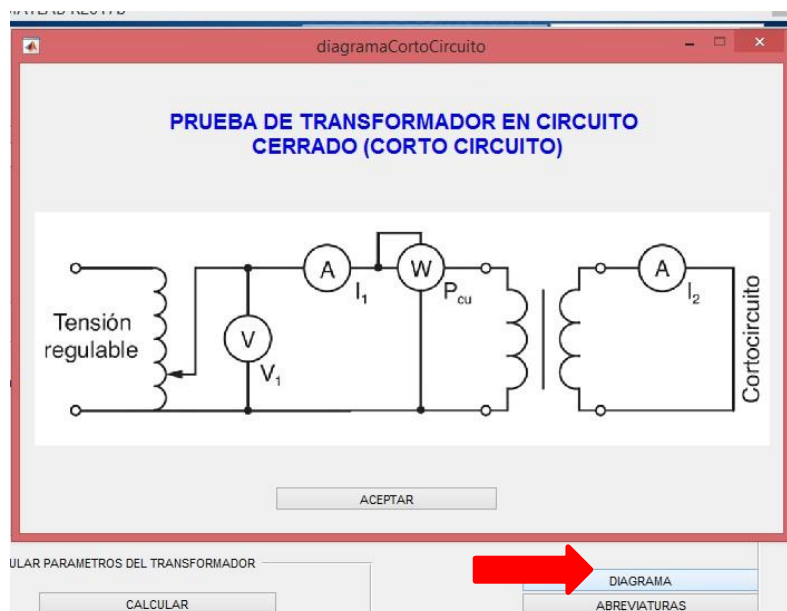 diagramaCortoCircuito
PRUEBA DE TRANSFORMADOR EN CIRCUITO
CERRADO (CORTO CIRCUITO)
A
W
A
I₁
P_cu
I₂
Tensión
regulable
V
V₁
Cortocircuito
ACEPTAR
ULAR PARAMETROS DEL TRANSFORMADOR
DIAGRAMA
CALCULAR
ABREVIATURAS